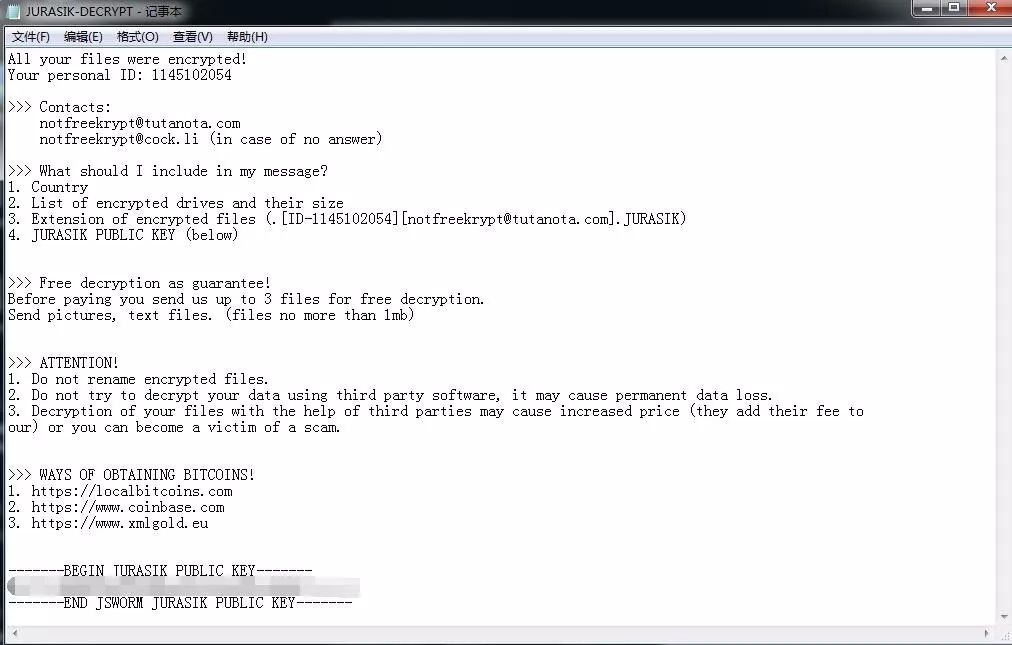 JURASIK-DECRYPT - 记事本
文件(F) 编辑(E) 格式(O) 查看(V) 帮助(H)
All your files were encrypted!
Your personal ID: 1145102054
>>> Contacts:
notfreekrypt@tutanota.com
notfreekrypt@cock.li (in case of no answer)
>>> What should I include in my message?
1. Country
2. List of encrypted drives and their size
3. Extension of encrypted files (.[ID-1145102054][notfreekrypt@tutanota.com].JURASIK)
4. JURASIK PUBLIC KEY (below)
>>> Free decryption as guarantee!
Before paying you send us up to 3 files for free decryption.
Send pictures, text files. (files no more than 1mb)
>>> ATTENTION!
1. Do not rename encrypted files.
2. Do not try to decrypt your data using third party software, it may cause permanent data loss.
3. Decryption of your files with the help of third parties may cause increased price (they add their fee to
our) or you can become a victim of a scam.
>>> WAYS OF OBTAINING BITCOINS!
1. https://localbitcoins.com
2. https://www.coinbase.com
3. https://www.xmlgold.eu
-------BEGIN JURASIK PUBLIC KEY-------
-------END JSWORM JURASIK PUBLIC KEY-------